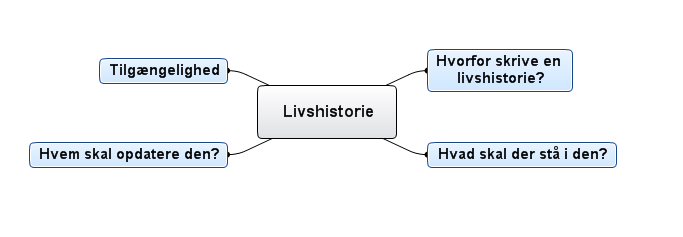 Tilgængelighed
Hvorfor skrive en
livshistorie?
Livshistorie
Hvem skal opdatere den?
Hvad skal der stå i den?